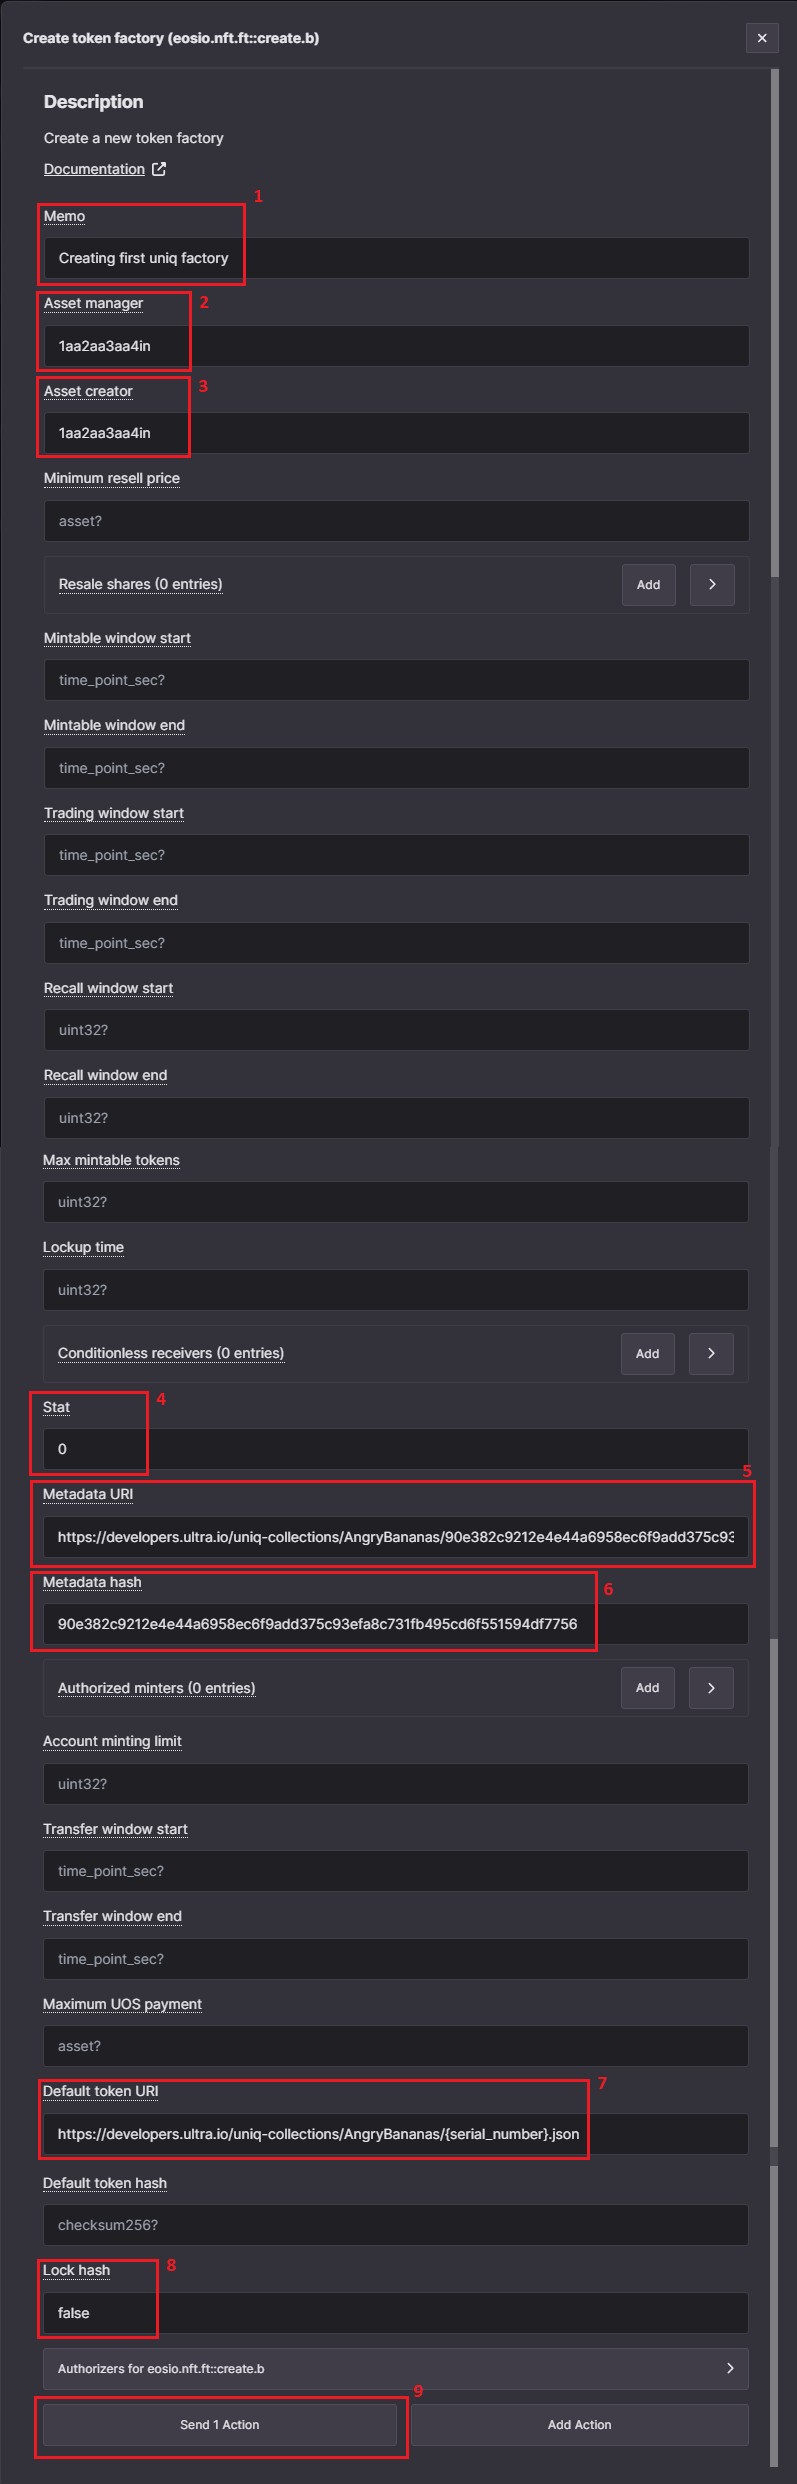 Create token factory (eosio.nft.ft::create.b)
Description
Create a new token factory
Documentation
1
Memo
Creating first uniq factory
Asset manager
2
1aa2aa3aa4in
Asset creator
3
1aa2aa3aa4in
Minimum resell price
asset?
Resale shares (0 entries)
Add
Mintable window start
time_point_sec?
Mintable window end
time_point_sec?
Trading window start
time_point_sec?
Trading window end
time_point_sec?
Recall window start
uint32?
Recall window end
uint32?
Max mintable tokens
uint32?
Lockup time
uint32?
Conditionless receivers (0 entries)
Add
Stat
4
0
5
Metadata URI
https://developers.ultra.io/uniq-collections/AngryBananas/90e382c9212e4e44a6958ec6f9add375c93
Metadata hash
6
90e382c9212e4e44a6958ec6f9add375c93efa8c731fb495cd6f551594df7756
Authorized minters (0 entries)
Add
Account minting limit
uint32?
Transfer window start
time_point_sec?
Transfer window end
time_point_sec?
Maximum UOS payment
asset?
Default token URI
7
https://developers.ultra.io/uniq-collections/AngryBananas/{serial_number}.json
Default token hash
checksum256?
Lock hash
8
false
Authorizers for eosio.nft.ft::create.b
9
Send 1 Action
Add Action